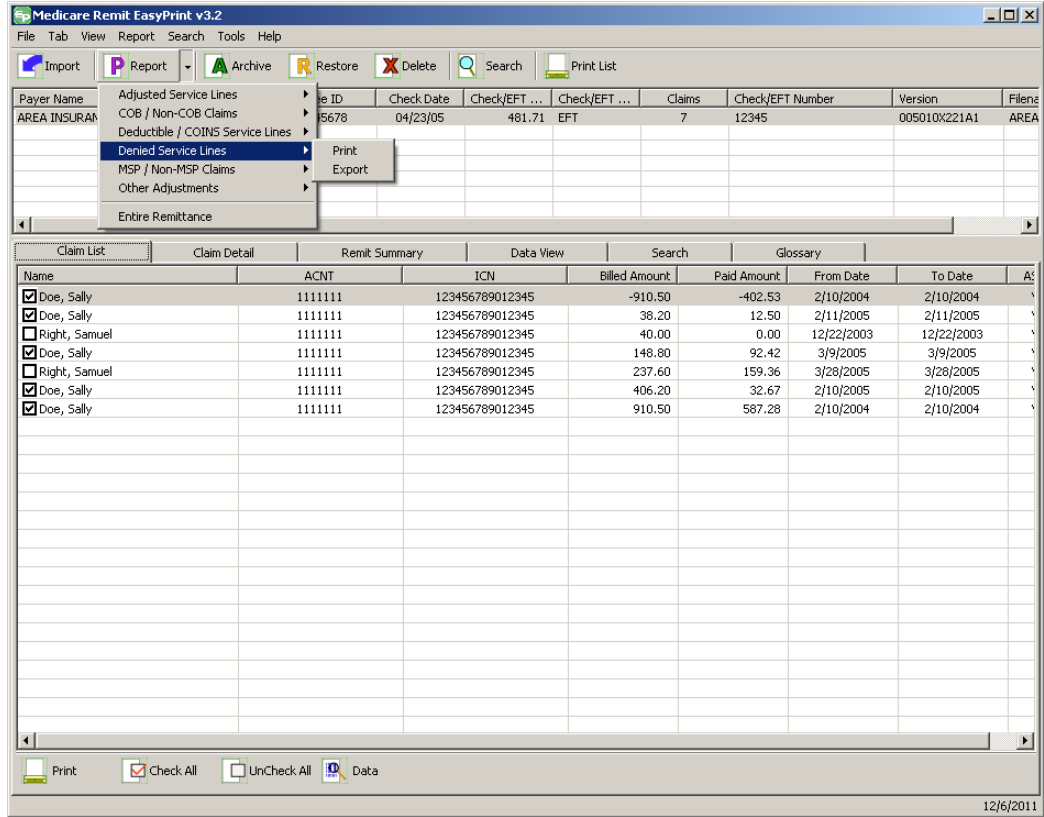 Medicare Remit EasyPrint v3.2
File Tab View Report Search Tools Help
Import Report Archive Restore Delete Search Print List
Payer Name ee ID Check Date Check/EFT ... Check/EFT ... Claims Check/EFT Number Version Filena
AREA INSURAN 5678 04/23/05 481.71 EFT 7 12345 005010X221A1 AREA
Adjusted Service Lines
COB / Non-COB Claims
Deductible / COINS Service Lines
Denied Service Lines Print
MSP / Non-MSP Claims Export
Other Adjustments
Entire Remittance
Claim List Claim Detail Remit Summary Data View Search Glossary
Name ACNT ICN Billed Amount Paid Amount From Date To Date AS
Doe, Sally 1111111 123456789012345 -910.50 -402.53 2/10/2004 2/10/2004
Doe, Sally 1111111 123456789012345 38.20 12.50 2/11/2005 2/11/2005
Right, Samuel 1111111 123456789012345 40.00 0.00 12/22/2003 12/22/2003
Doe, Sally 1111111 123456789012345 148.80 92.42 3/9/2005 3/9/2005
Right, Samuel 1111111 123456789012345 237.60 159.36 3/28/2005 3/28/2005
Doe, Sally 1111111 123456789012345 406.20 32.67 2/10/2005 2/10/2005
Doe, Sally 1111111 123456789012345 910.50 587.28 2/10/2004 2/10/2004
Print Check All UnCheck All Data
12/6/2011